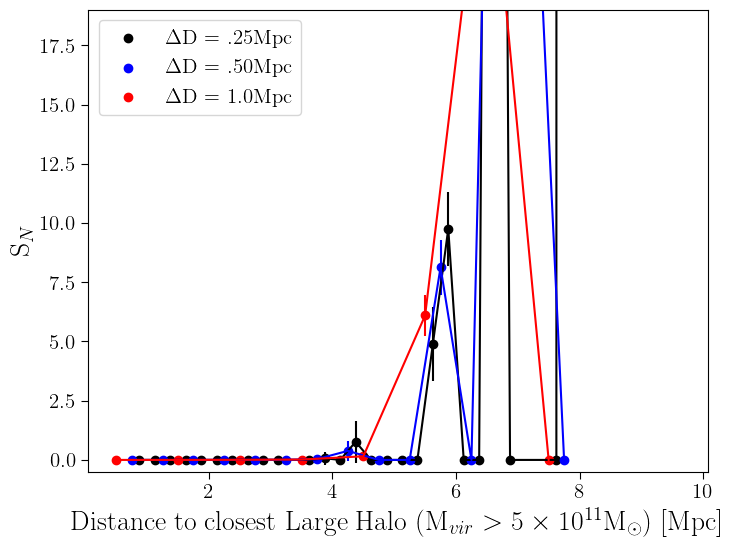 17.5
15.0
12.5
10.0
7.5
5.0
2.5
0.0
S_N
ΔD = .25Mpc
ΔD = .50Mpc
ΔD = 1.0Mpc
2 4 6 8 10
Distance to closest Large Halo (M_{vir} > 5 × 10^{11}M_⊙) [Mpc]